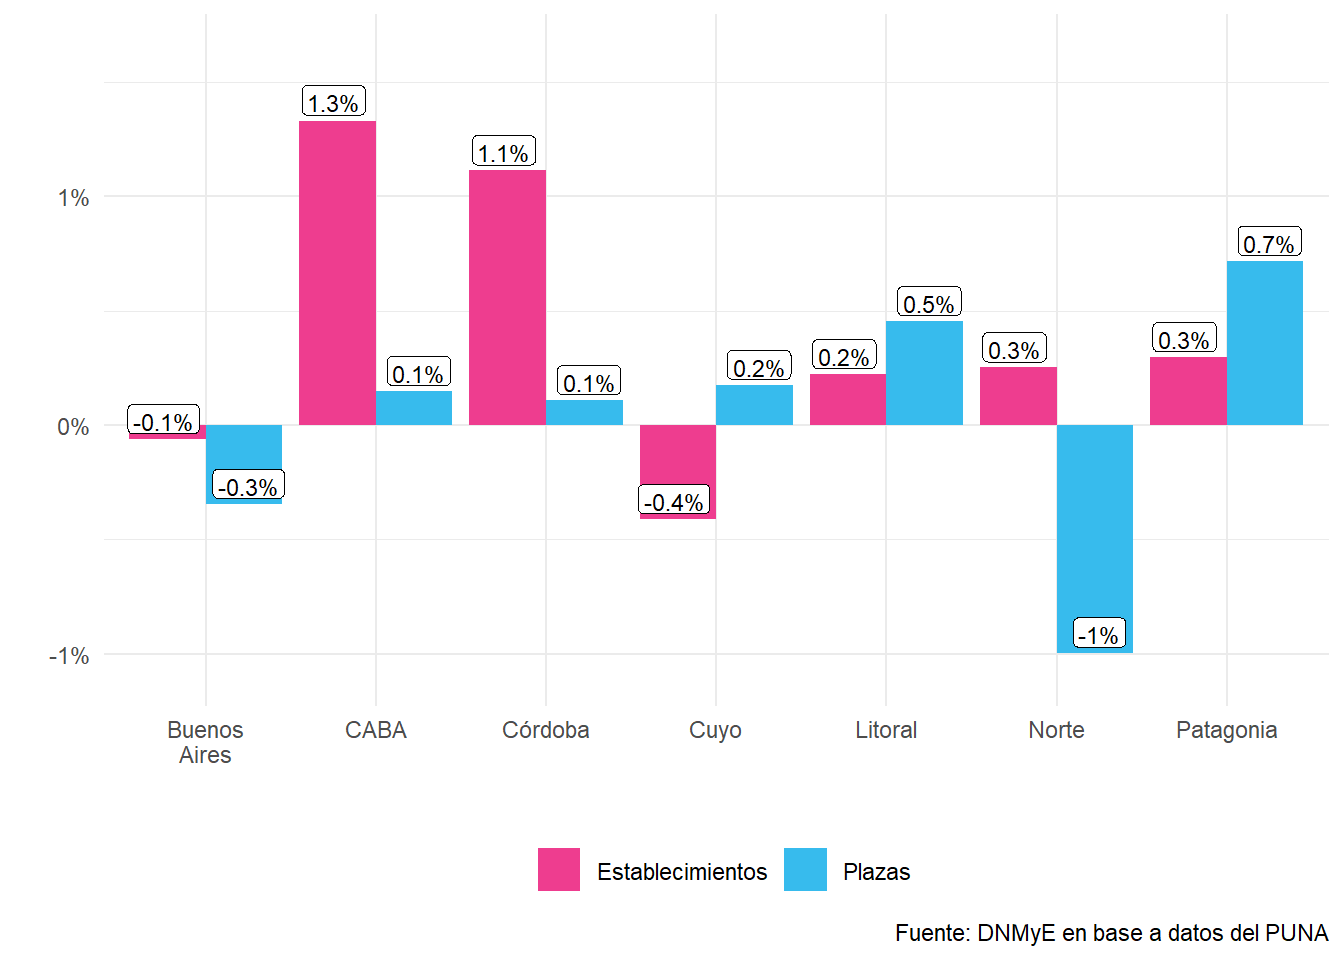 1.3%
1.1%
1%
0.7%
0.5%
0.1%
0.1%
0.2%
0.2%
0.3%
0.3%
0%
-0.1%
-0.3%
-0.4%
-1%
-1%
Buenos
Aires
CABA
Córdoba
Cuyo
Litoral
Norte
Patagonia
Establecimientos
Plazas
Fuente: DNMyE en base a datos del PUNA